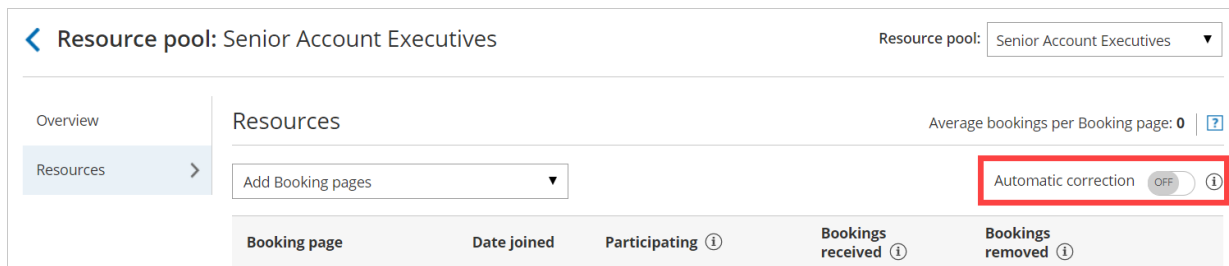 Resource pool: Senior Account Executives
Resource pool: Senior Account Executives
Overview
Resources
Resources
Average bookings per Booking page: 0 ?
Add Booking pages
Automatic correction OFF i
Booking page Date joined Participating i Bookings received i Bookings removed i